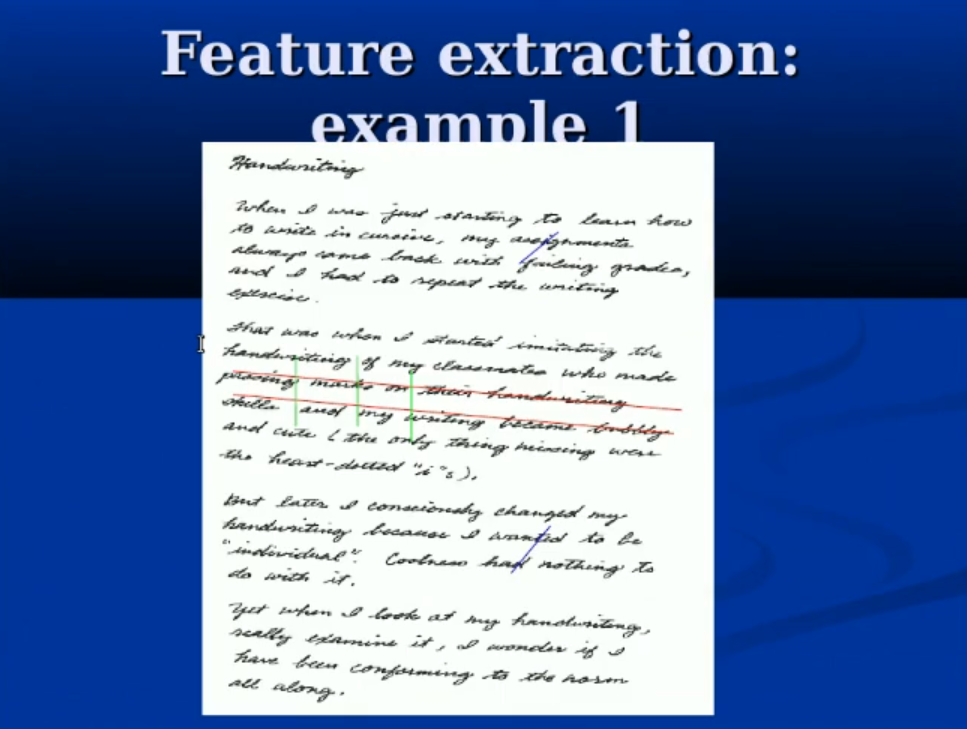 Feature extraction:
example 1
Handwriting
When I was just starting to learn how
to write in cursive, my assignments
always came back with failing grades,
and I had to repeat the writing
exercise.
That was when I started imitating the
handwriting of my classmates who made
passing marks on their handwriting
skills and my writing became bubbly
and cute (the only thing missing were
the heart-dotted "i"s).
But later I consciously changed my
handwriting because I wanted to be
"individual". Coolness had nothing to
do with it.
Yet when I look at my handwriting,
really examine it, I wonder if I
have been conforming to the norm
all along.